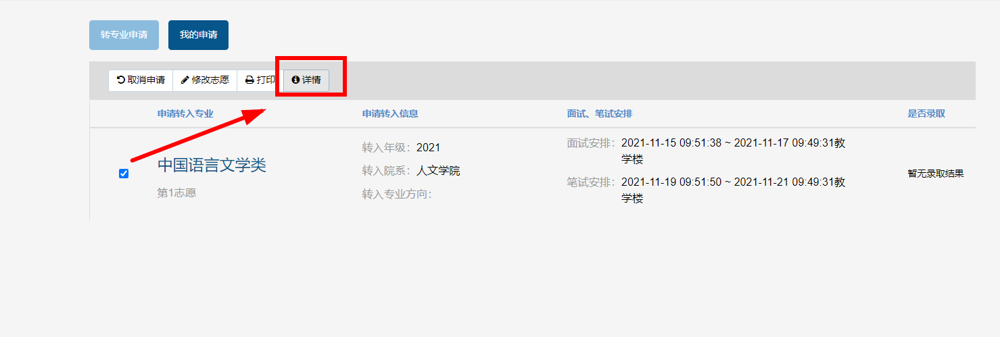 转专业申请 我的申请
取消申请 修改志愿 打印 详情
申请转入专业 申请转入信息 面试、笔试安排 是否录取
中国语言文学类
第1志愿
转入年级：2021
转入院系：人文学院
转入专业方向：
面试安排：2021-11-15 09:51:38 ~ 2021-11-17 09:49:31教
学楼
笔试安排：2021-11-19 09:51:50 ~ 2021-11-21 09:49:31教
学楼
暂无录取结果